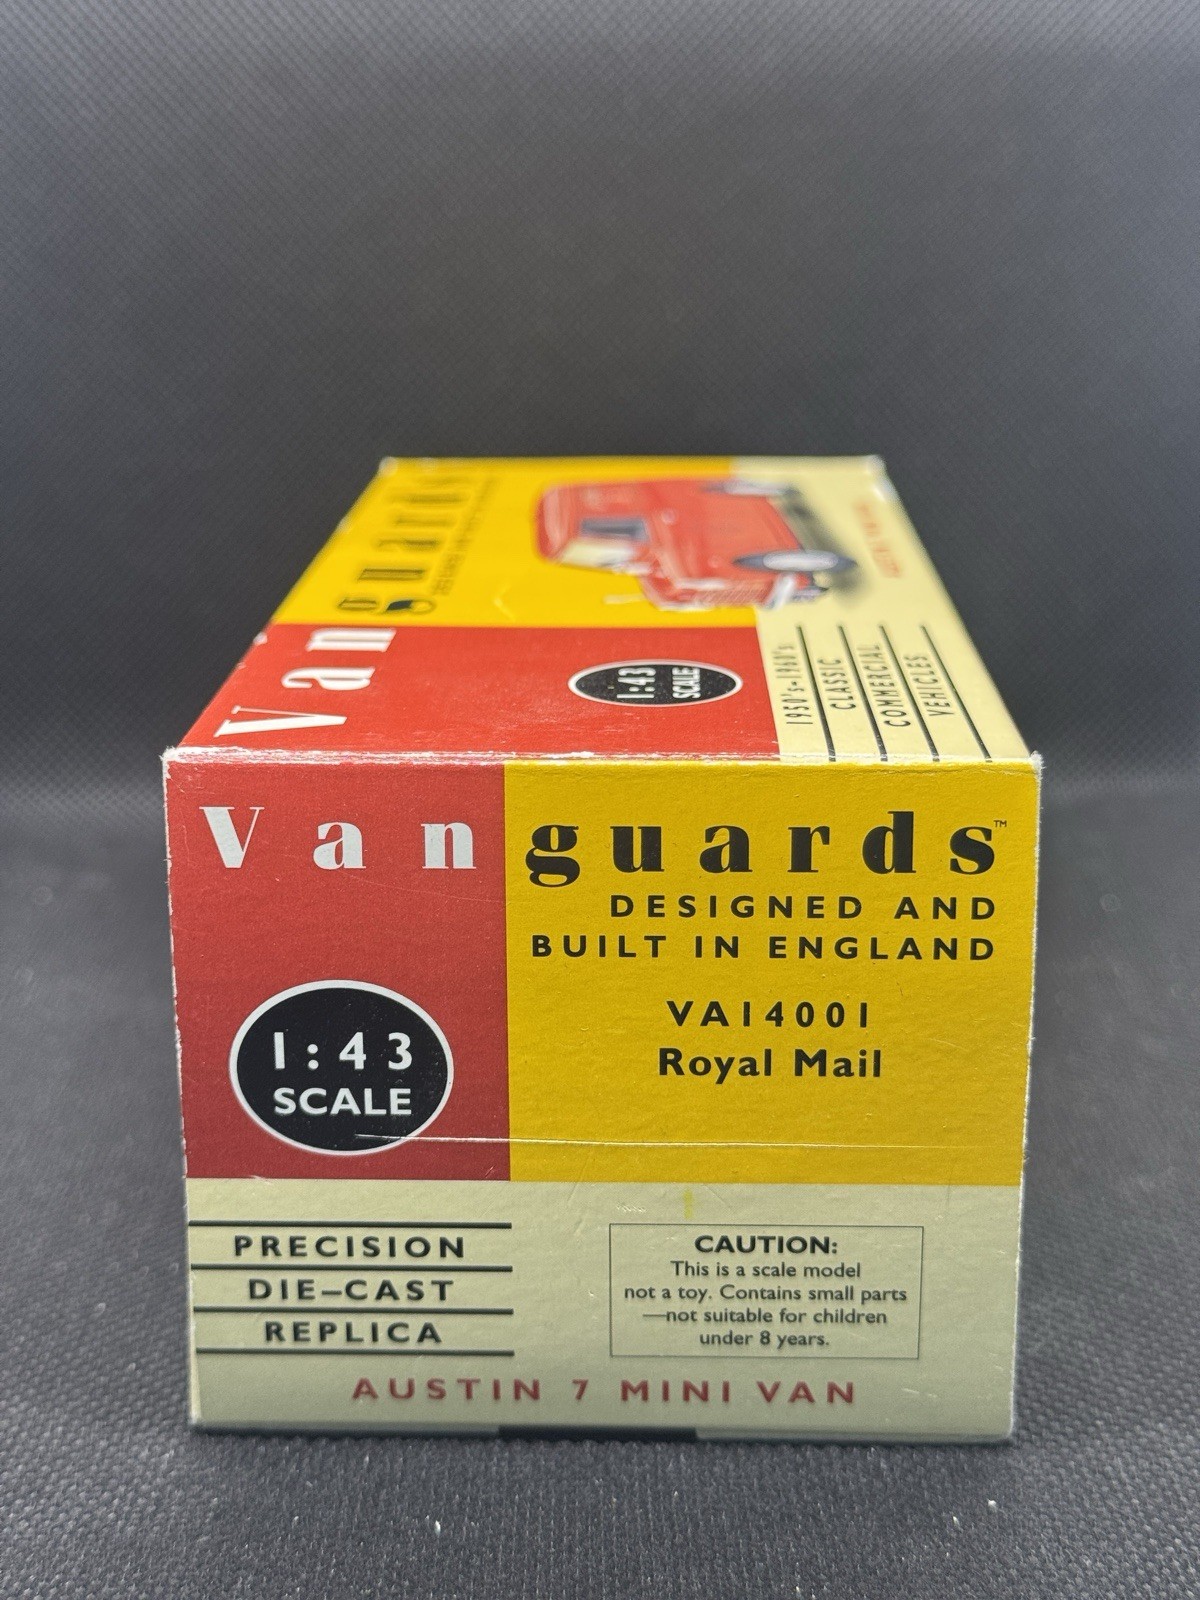 Vanguards
1:43
SCALE
1950's-1960's
CLASSIC
COMMERCIAL
VEHICLES
Vanguards™
DESIGNED AND
BUILT IN ENGLAND
VA14001
Royal Mail
1:43
SCALE
PRECISION
DIE-CAST
REPLICA
CAUTION:
This is a scale model
not a toy. Contains small parts
—not suitable for children
under 8 years.
AUSTIN 7 MINI VAN